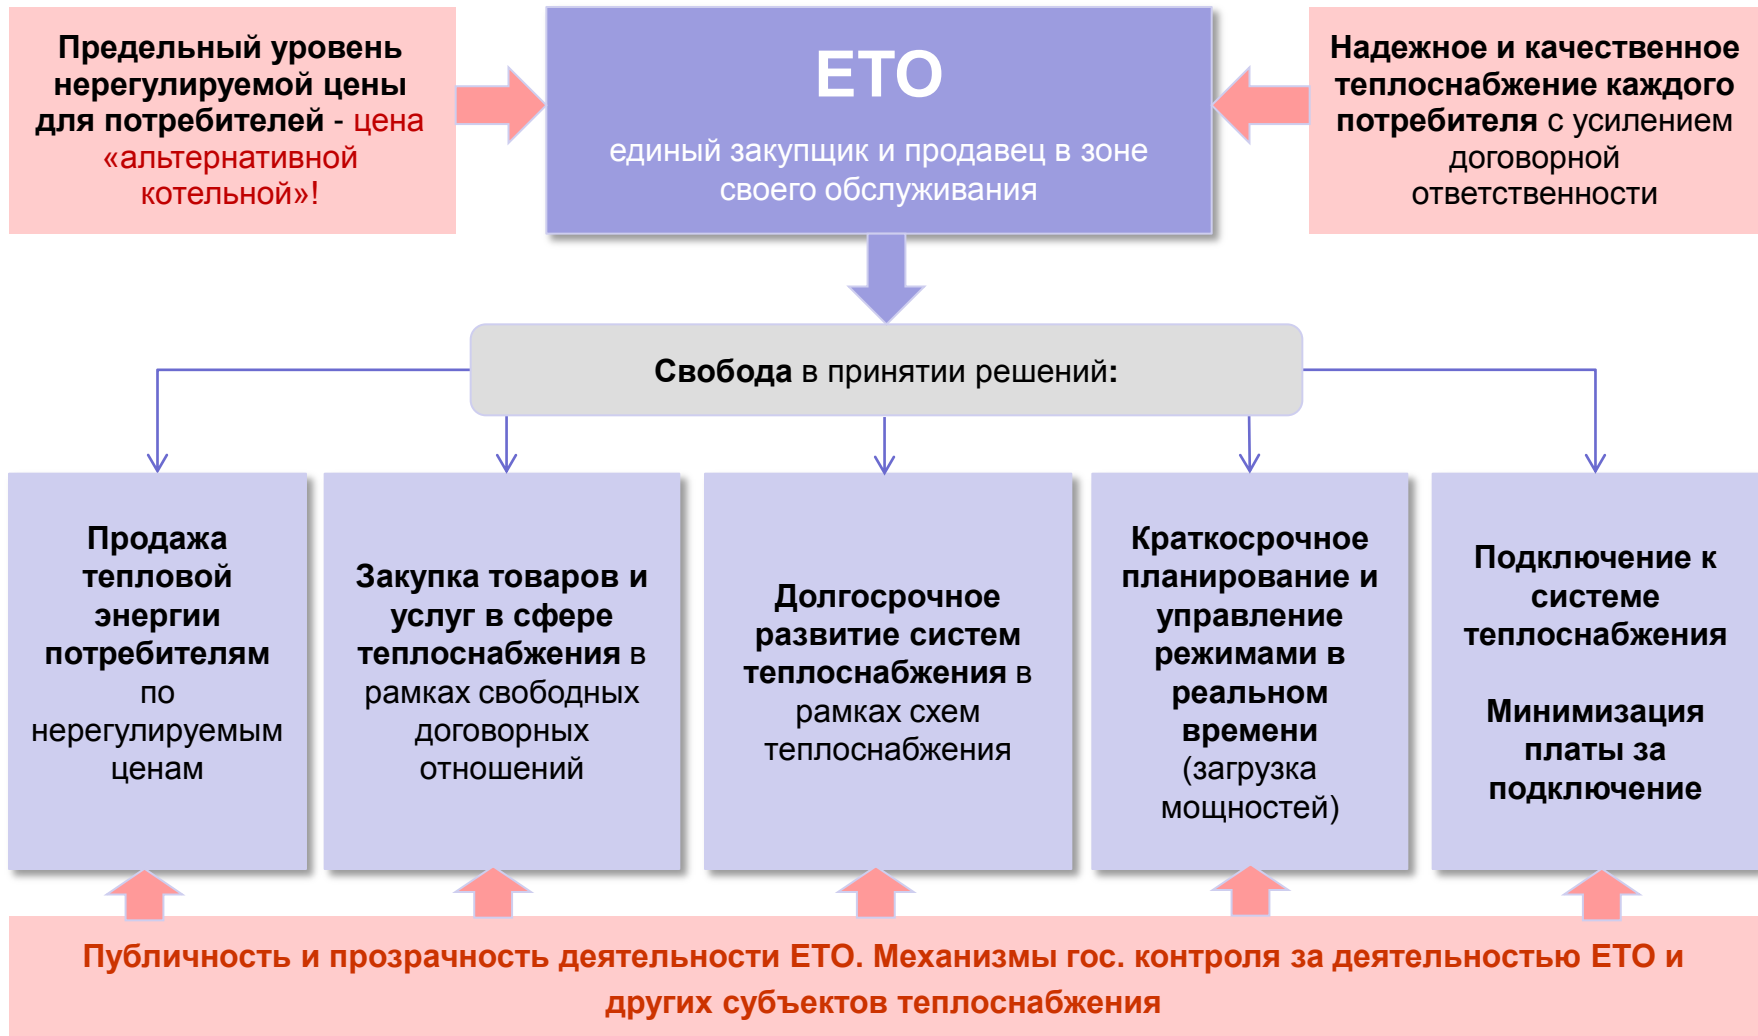 Предельный уровень
нерегулируемой цены
для потребителей - цена
«альтернативной
котельной»!
ЕТО
единый закупщик и продавец в зоне
своего обслуживания
Надежное и качественное
теплоснабжение каждого
потребителя с усилением
договорной
ответственности
Свобода в принятии решений:
Продажа
тепловой
энергии
потребителям
по
нерегулируемым
ценам
Закупка товаров и
услуг в сфере
теплоснабжения в
рамках свободных
договорных
отношений
Долгосрочное
развитие систем
теплоснабжения в
рамках схем
теплоснабжения
Краткосрочное
планирование и
управление
режимами в
реальном
времени
(загрузка
мощностей)
Подключение к
системе
теплоснабжения
Минимизация
платы за
подключение
Публичность и прозрачность деятельности ЕТО. Механизмы гос. контроля за деятельностью ЕТО и
других субъектов теплоснабжения